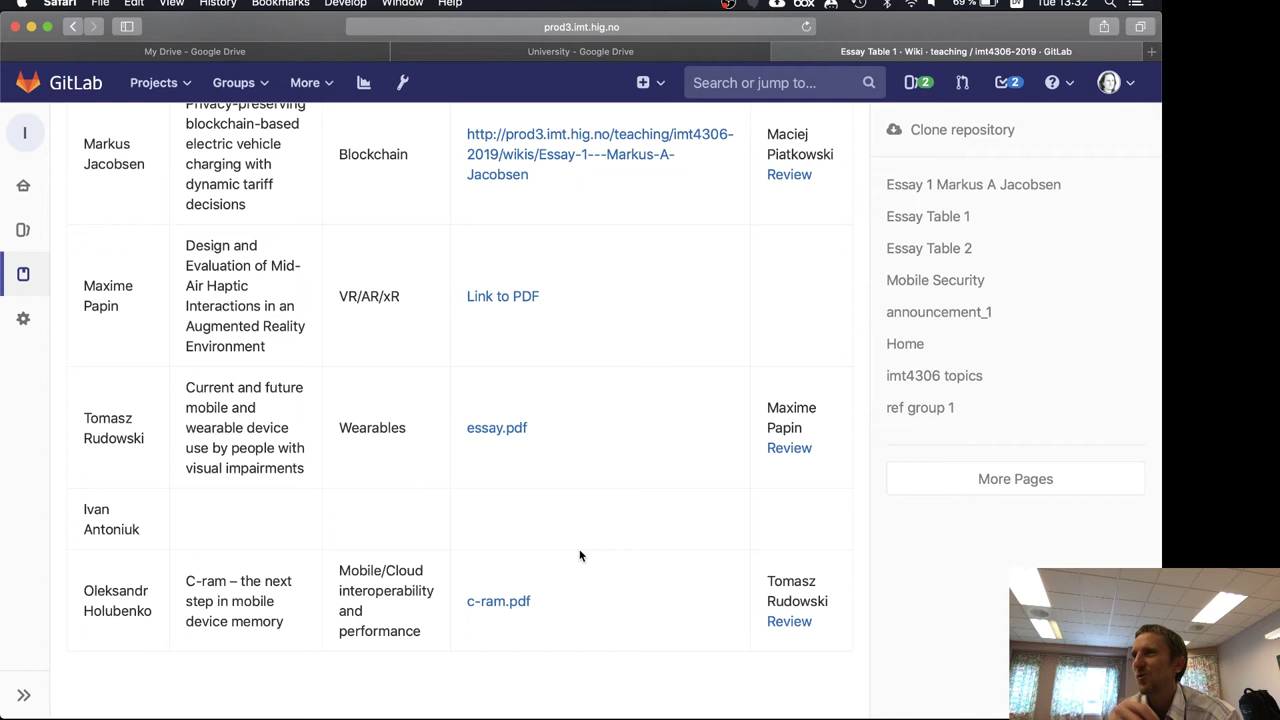 Safari File Edit View History Bookmarks Develop Window Help
69% Tue 13:32
prod3.imt.hig.no
My Drive - Google Drive
University - Google Drive
Essay Table 1 · Wiki · teaching / imt4306-2019 · GitLab
GitLab Projects Groups More Search or jump to... 2 2
I
Markus
Jacobsen
Privacy-preserving
blockchain-based
electric vehicle
charging with
dynamic tariff
decisions
Blockchain
http://prod3.imt.hig.no/teaching/imt4306-
2019/wikis/Essay-1---Markus-A-
Jacobsen
Maciej
Piatkowski
Review
Maxime
Papin
Design and
Evaluation of Mid-
Air Haptic
Interactions in an
Augmented Reality
Environment
VR/AR/xR
Link to PDF
Tomasz
Rudowski
Current and future
mobile and
wearable device
use by people with
visual impairments
Wearables
essay.pdf
Maxime
Papin
Review
Ivan
Antoniuk
Oleksandr
Holubenko
C-ram – the next
step in mobile
device memory
Mobile/Cloud
interoperability
and
performance
c-ram.pdf
Tomasz
Rudowski
Review
Clone repository
Essay 1 Markus A Jacobsen
Essay Table 1
Essay Table 2
Mobile Security
announcement_1
Home
imt4306 topics
ref group 1
More Pages